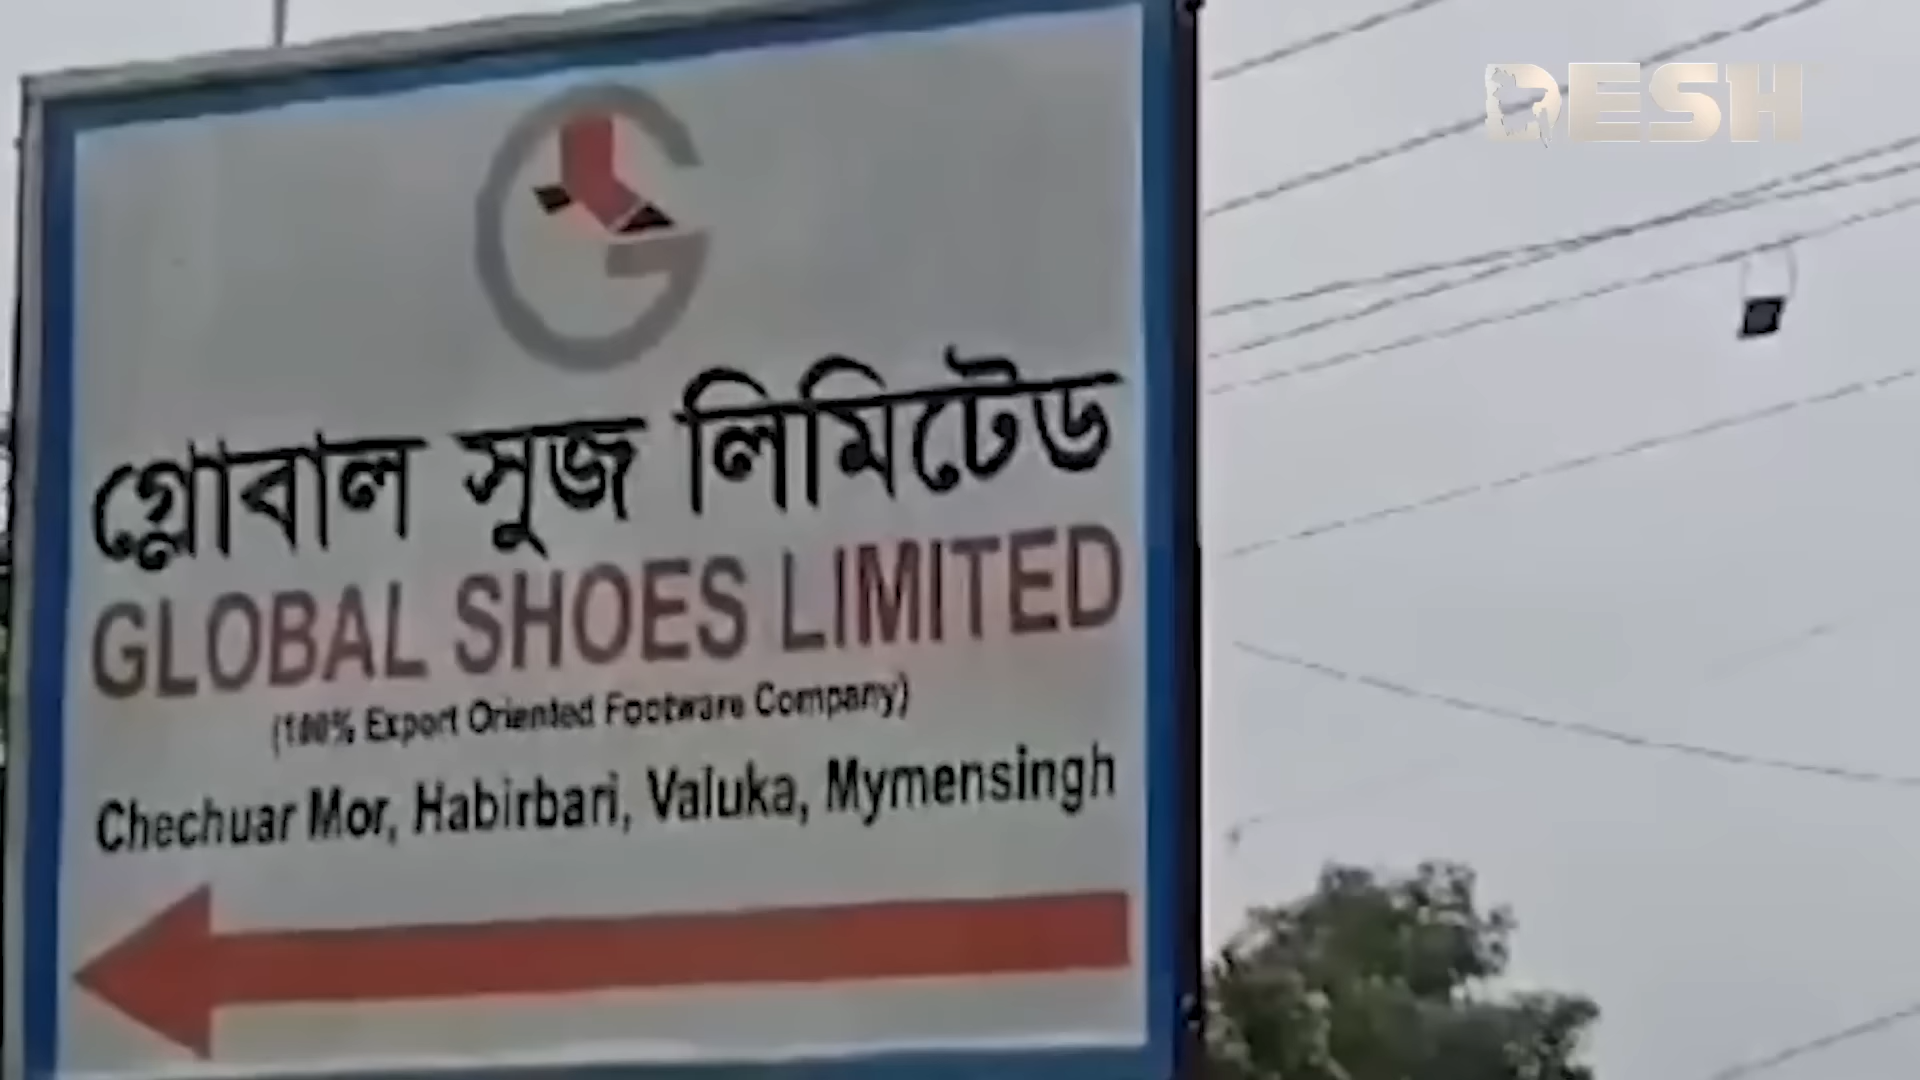 DESH
গ্লোবাল সুজ লিমিটেড
GLOBAL SHOES LIMITED
(100% Export Oriented Footware Company)
Chechuar Mor, Habirbari, Valuka, Mymensingh